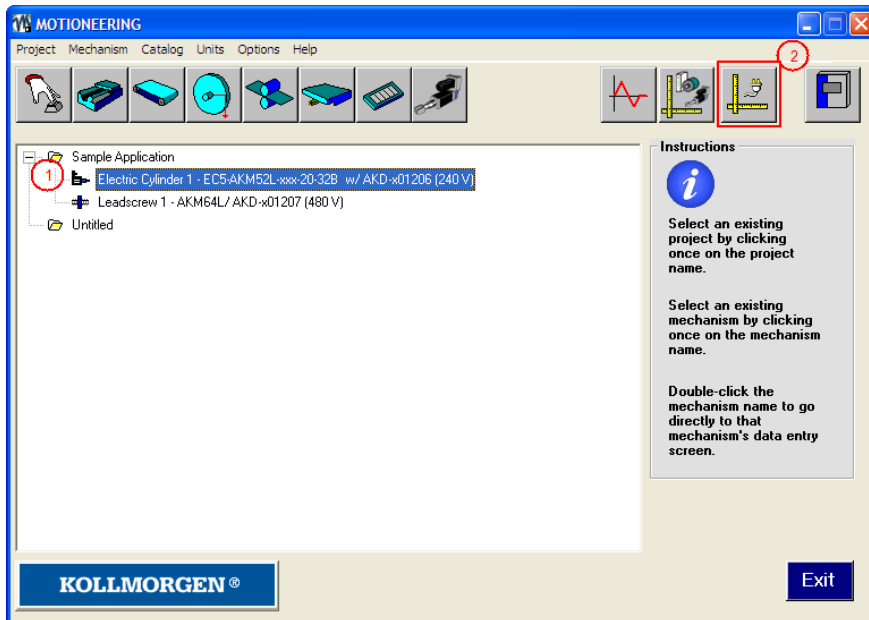 MOTIONEERING
Project Mechanism Catalog Units Options Help
2
Sample Application
1
Electric Cylinder 1 - EC5-AKM52L-xxx-20-32B w/ AKD-x01206 (240 V)
Leadscrew 1 - AKM64L/ AKD-x01207 (480 V)
Untitled
Instructions
Select an existing
project by clicking
once on the project
name.
Select an existing
mechanism by clicking
once on the mechanism
name.
Double-click the
mechanism name to go
directly to that
mechanism's data entry
screen.
KOLLMORGEN ®
Exit